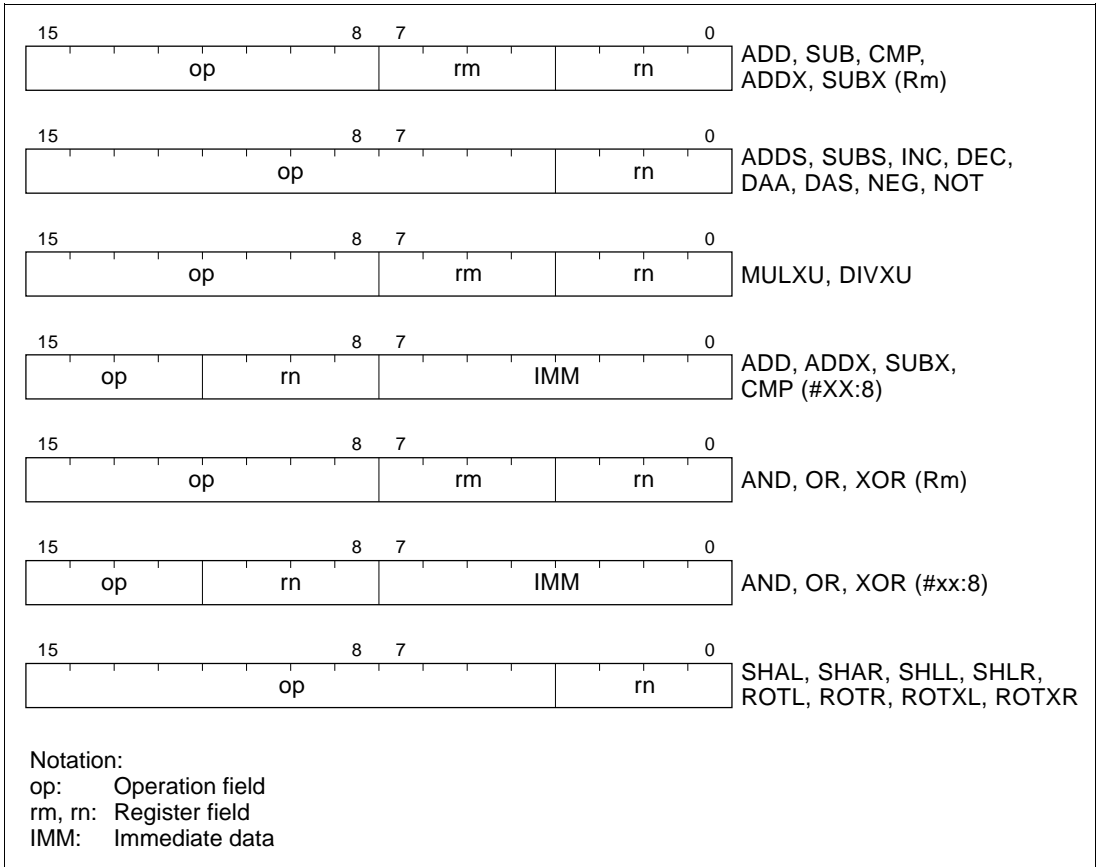 15 8 7 0
op rm rn
ADD, SUB, CMP,
ADDX, SUBX (Rm)
15 8 7 0
op rn
ADDS, SUBS, INC, DEC,
DAA, DAS, NEG, NOT
15 8 7 0
op rm rn
MULXU, DIVXU
15 8 7 0
op rn IMM
ADD, ADDX, SUBX,
CMP (#XX:8)
15 8 7 0
op rm rn
AND, OR, XOR (Rm)
15 8 7 0
op rn IMM
AND, OR, XOR (#xx:8)
15 8 7 0
op rn
SHAL, SHAR, SHLL, SHLR,
ROTL, ROTR, ROTXL, ROTXR
Notation:
op: Operation field
rm, rn: Register field
IMM: Immediate data